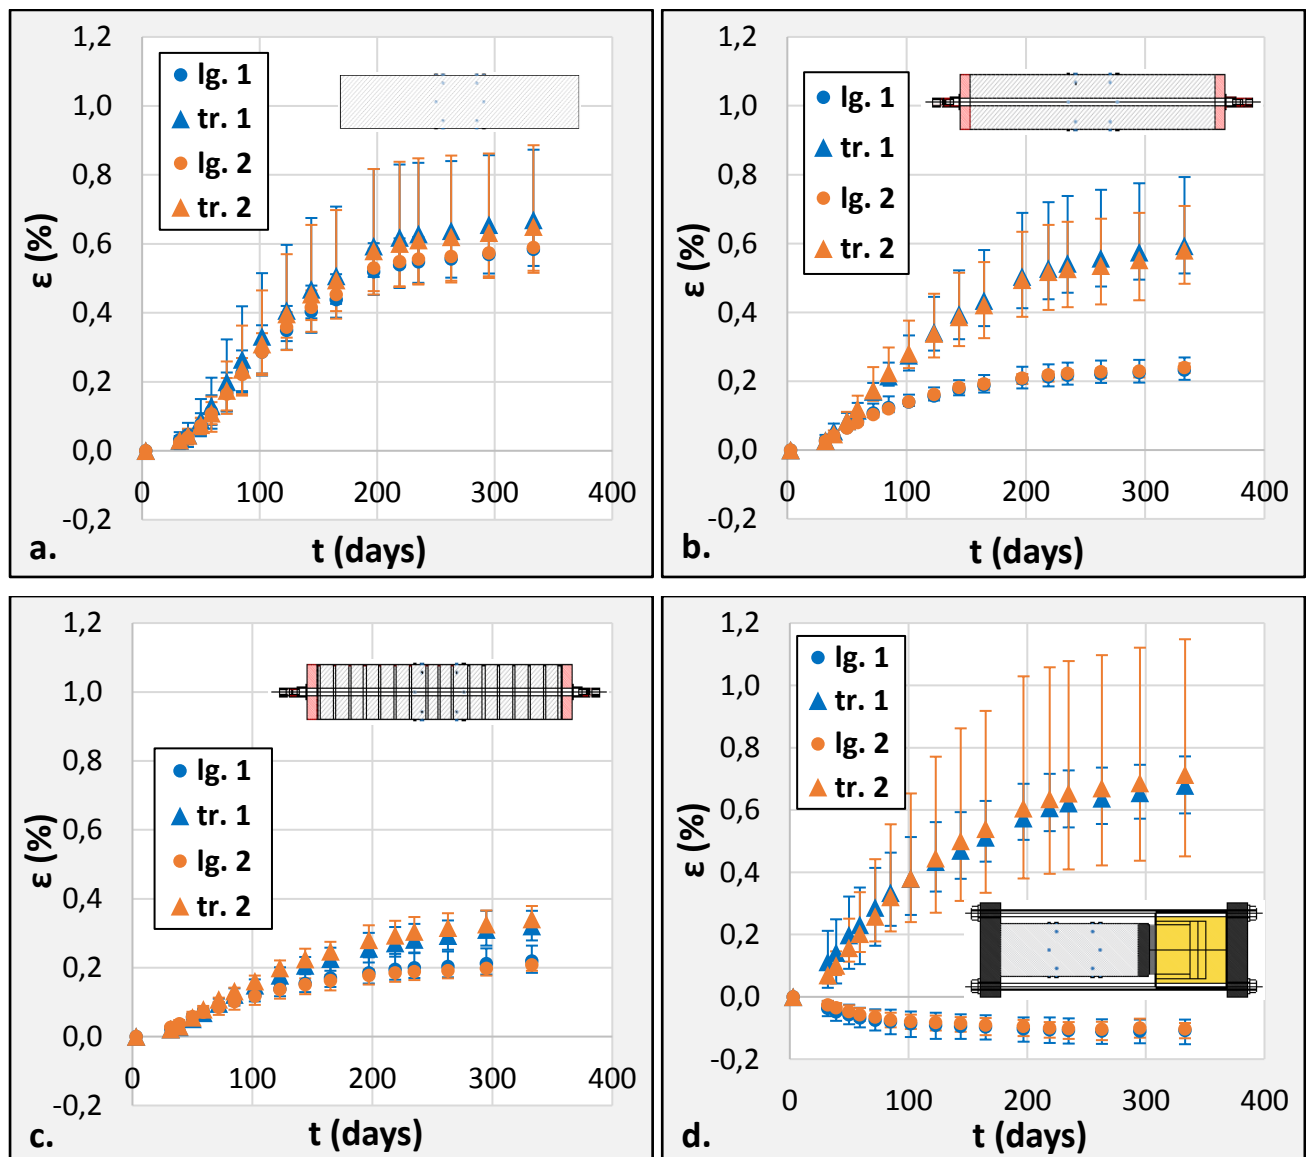 1,2
1,0
0,8
0,6
0,4
0,2
0,0
-0,2
ε (%)
lg. 1
tr. 1
lg. 2
tr. 2
0 100 200 300 400
t (days)
a.
1,2
1,0
0,8
0,6
0,4
0,2
0,0
-0,2
ε (%)
lg. 1
tr. 1
lg. 2
tr. 2
0 100 200 300 400
t (days)
b.
1,2
1,0
0,8
0,6
0,4
0,2
0,0
-0,2
ε (%)
lg. 1
tr. 1
lg. 2
tr. 2
0 100 200 300 400
t (days)
c.
1,2
1,0
0,8
0,6
0,4
0,2
0,0
-0,2
ε (%)
lg. 1
tr. 1
lg. 2
tr. 2
0 100 200 300 400
t (days)
d.